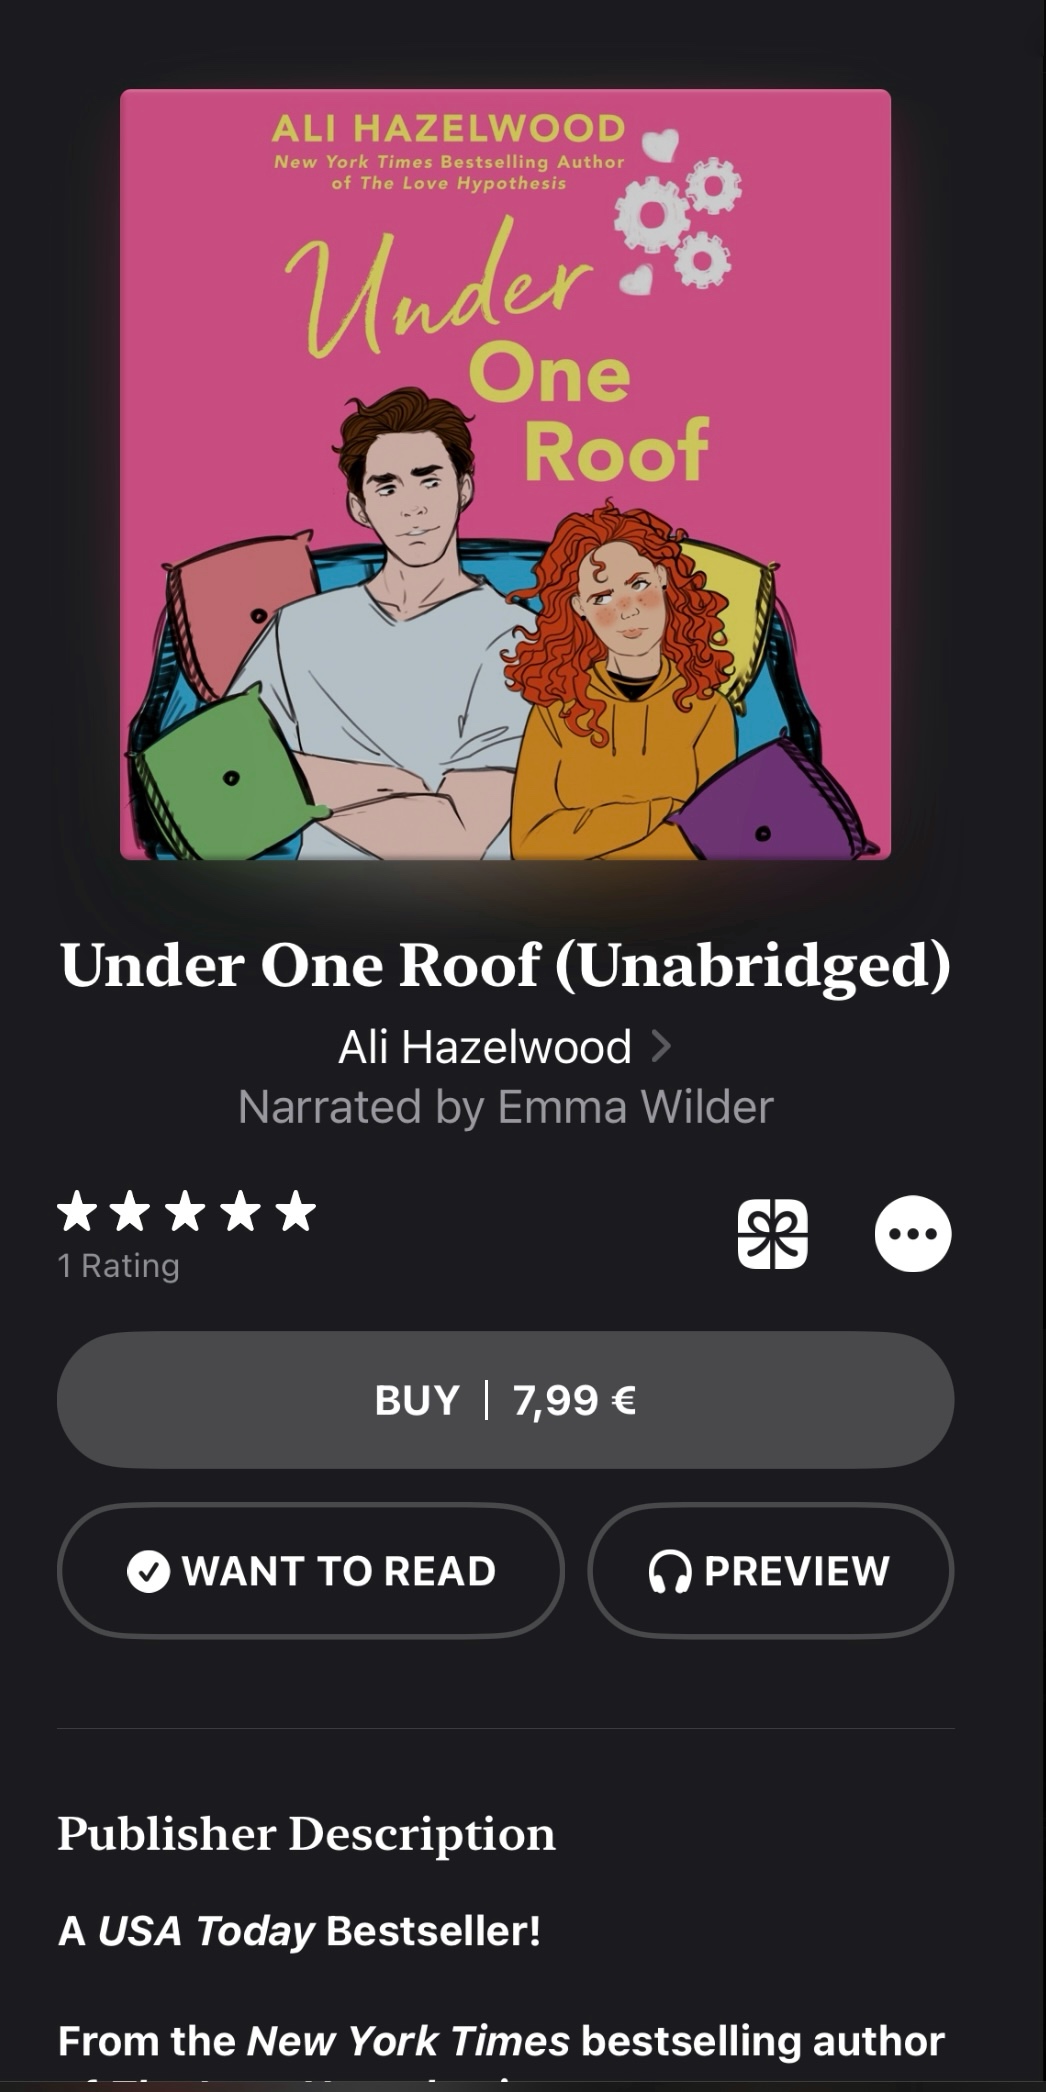 ALI HAZELWOOD
New York Times Bestselling Author
of The Love Hypothesis
Under
One
Roof
Under One Roof (Unabridged)
Ali Hazelwood
Narrated by Emma Wilder
1 Rating
BUY | 7,99 €
WANT TO READ
PREVIEW
Publisher Description
A USA Today Bestseller!
From the New York Times bestselling author